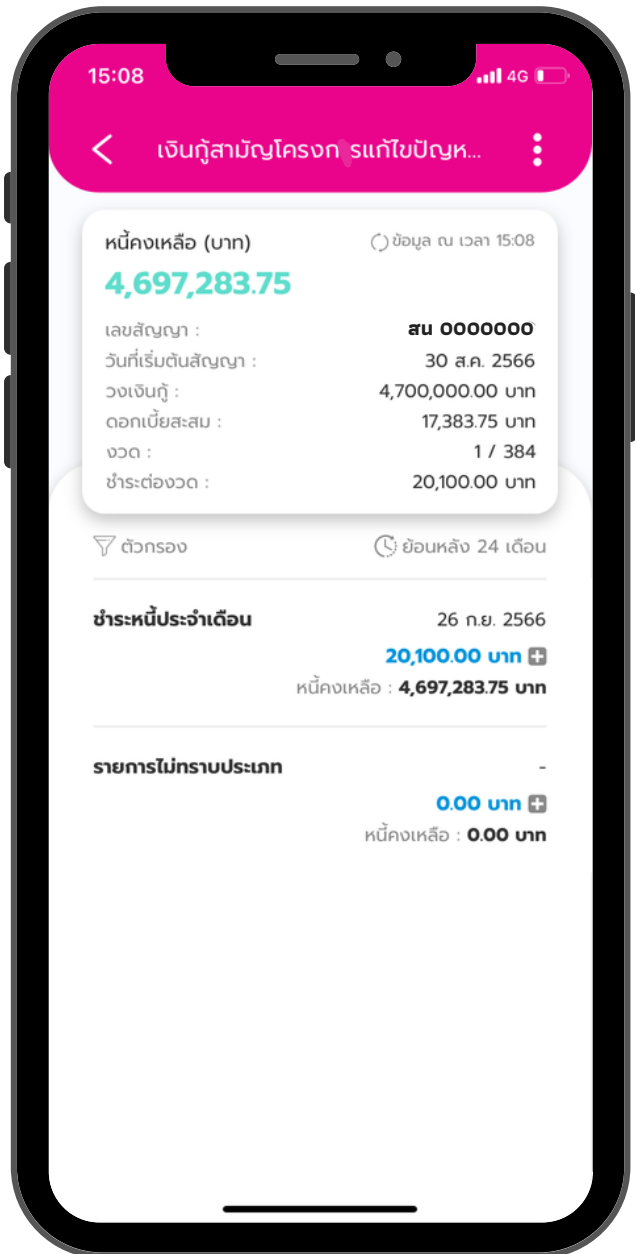 15:08 4G
เงินกู้สามัญโครงการแก้ไขปัญห...
หนี้คงเหลือ (บาท) ข้อมูล ณ เวลา 15:08
4,697,283.75
เลขสัญญา : สน 0000000
วันที่เริ่มต้นสัญญา : 30 ส.ค. 2566
วงเงินกู้ : 4,700,000.00 บาท
ดอกเบี้ยสะสม : 17,383.75 บาท
งวด : 1 / 384
ชำระต่องวด : 20,100.00 บาท
ตัวกรอง ย้อนหลัง 24 เดือน
ชำระหนี้ประจำเดือน 26 ก.ย. 2566
20,100.00 บาท
หนี้คงเหลือ : 4,697,283.75 บาท
รายการไม่ทราบประเภท -
0.00 บาท
หนี้คงเหลือ : 0.00 บาท